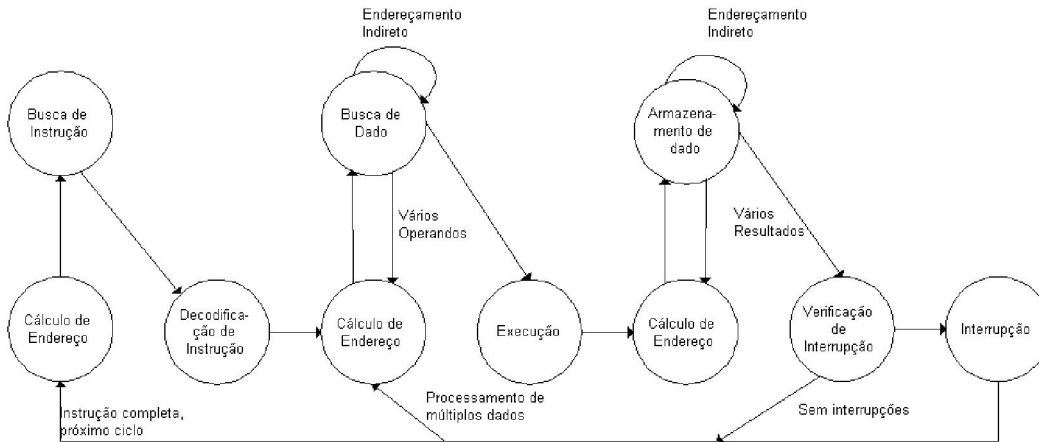 Endereçamento
Indireto
Endereçamento
Indireto
Busca de
Instrução
Busca de
Dado
Armazena-
mento de
dado
Vários
Operandos
Vários
Resultados
Cálculo de
Endereço
Decodifica-
ção de
Instrução
Cálculo de
Endereço
Execução
Cálculo de
Endereço
Verificação
de
Interrupção
Interrupção
Instrução completa,
próximo ciclo
Processamento de
múltiplos dados
Sem interrupções